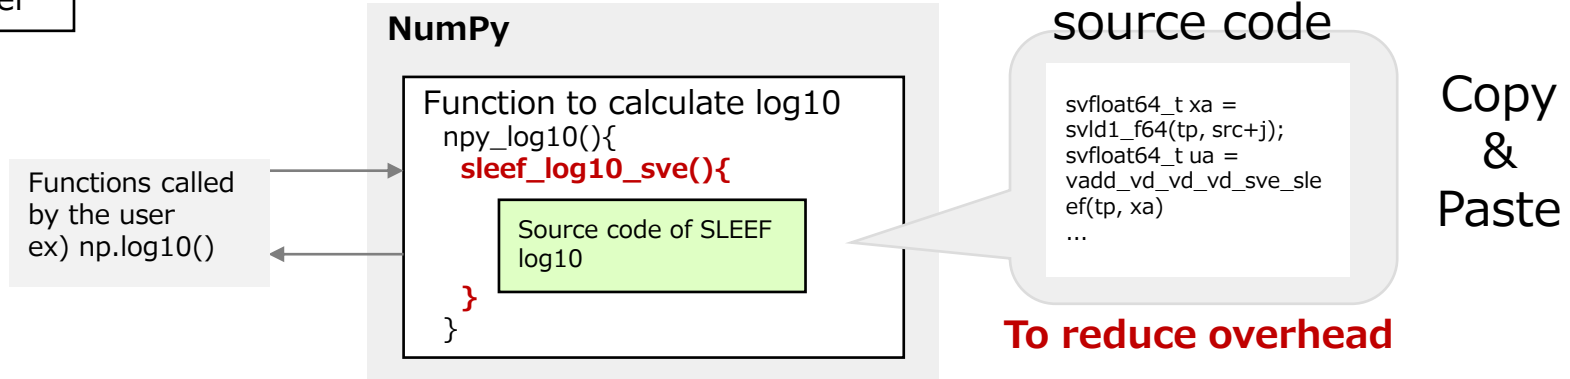 NumPy
Function to calculate log10
npy_log10(){
sleef_log10_sve(){
Source code of SLEEF
log10
}
}
Functions called
by the user
ex) np.log10()
source code
svfloat64_t xa =
svld1_f64(tp, src+j);
svfloat64_t ua =
vadd_vd_vd_vd_sve_sle
ef(tp, xa)
...
To reduce overhead
Copy
&
Paste